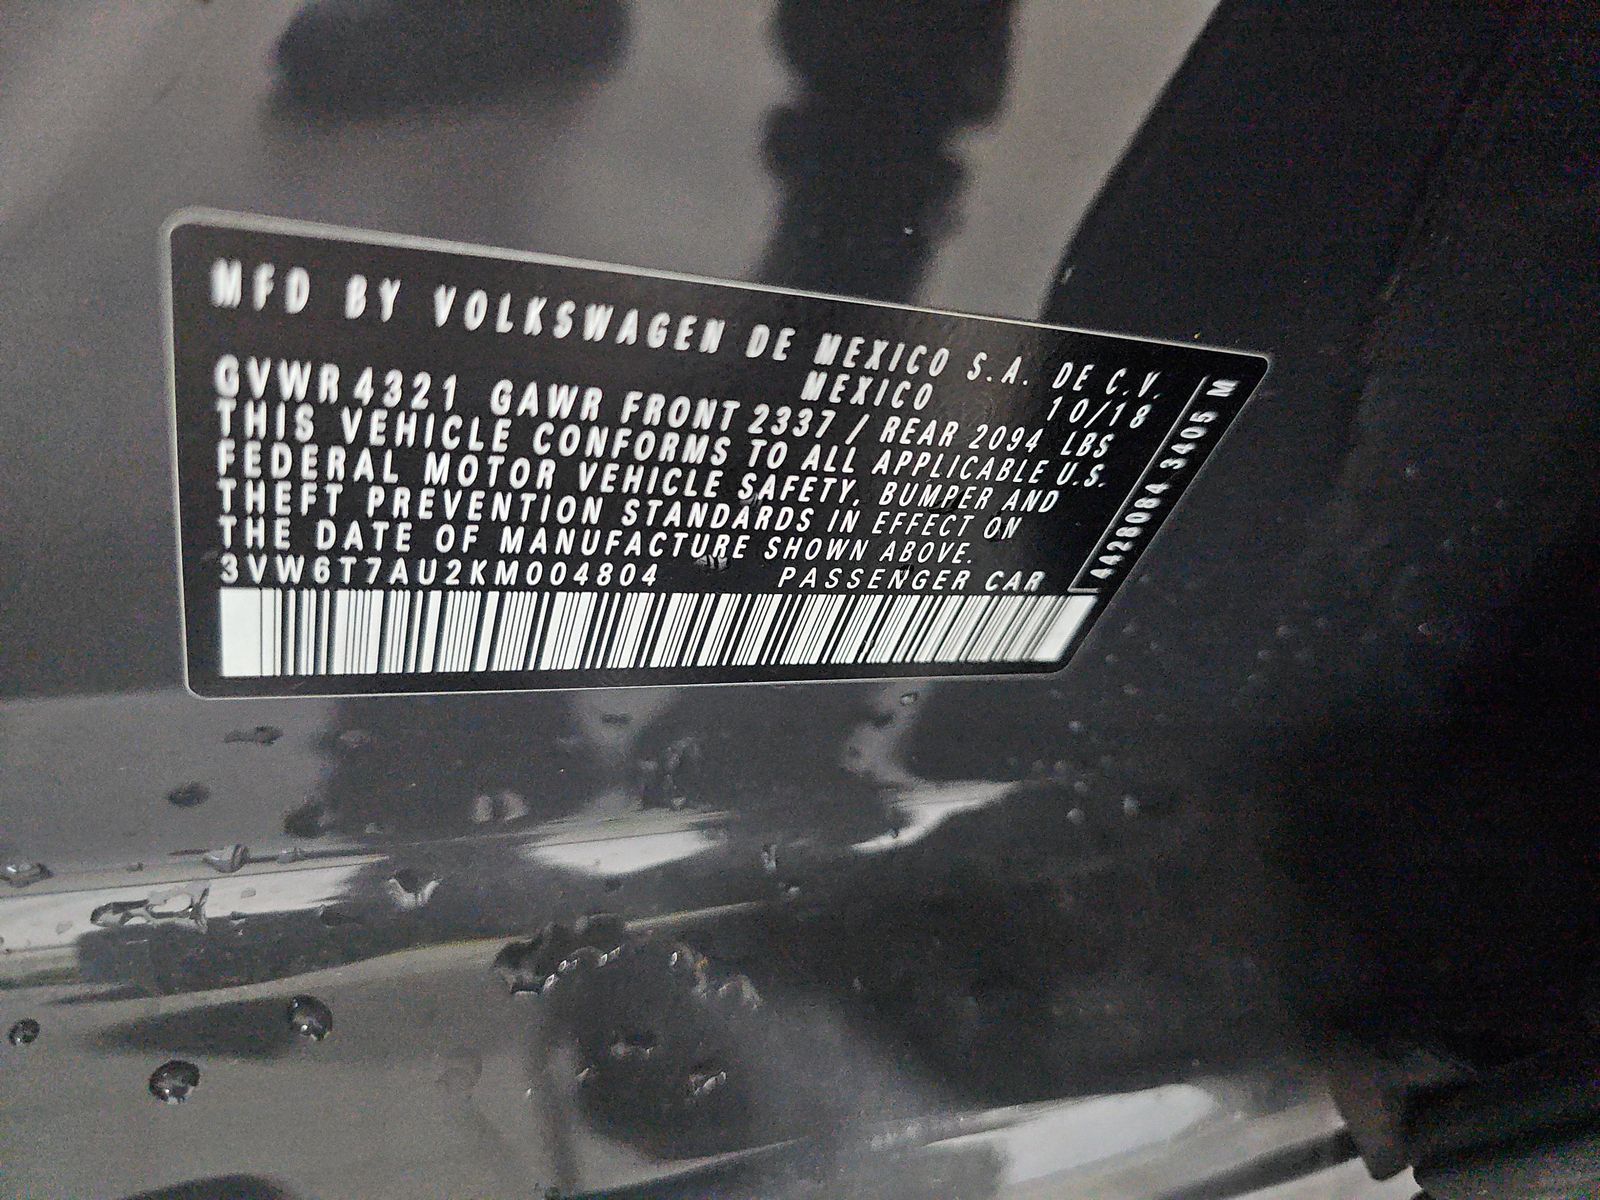 MFD BY VOLKSWAGEN DE MEXICO S.A. DE C.V.
MEXICO 10/18
GVWR 4321 GAWR FRONT 2337 / REAR 2094 LBS
THIS VEHICLE CONFORMS TO ALL APPLICABLE U.S.
FEDERAL MOTOR VEHICLE SAFETY, BUMPER AND
THEFT PREVENTION STANDARDS IN EFFECT ON
THE DATE OF MANUFACTURE SHOWN ABOVE.
3VW6T7AU2KM004804 PASSENGER CAR
4428084 3405 M